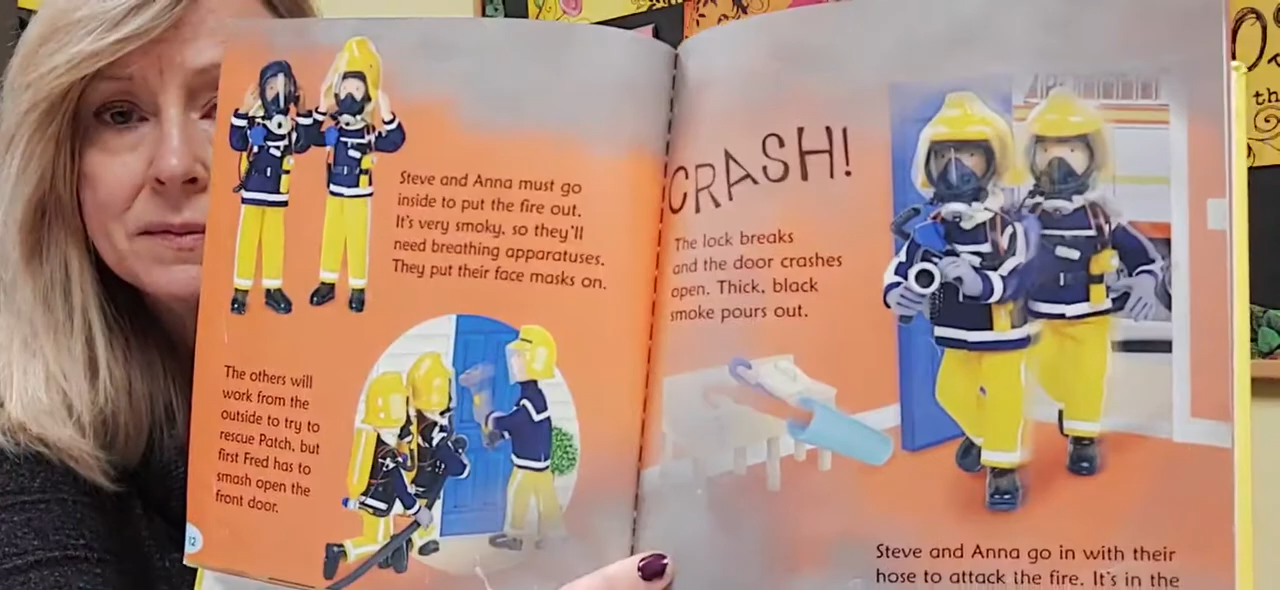 Steve and Anna must go
inside to put the fire out.
It's very smoky, so they'll
need breathing apparatuses.
They put their face masks on.
The others will
work from the
outside to try to
rescue Patch, but
first Fred has to
smash open the
front door.
12
CRASH!
The lock breaks
and the door crashes
open. Thick, black
smoke pours out.
Steve and Anna go in with their
hose to attack the fire. It's in the
th